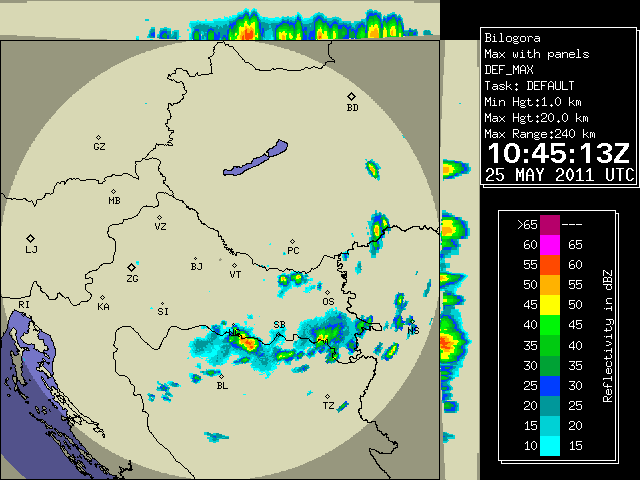 Bilogora
Max with panels
DEF_MAX
Task: DEFAULT
Min Hgt:1.0 km
Max Hgt:20.0 km
Max Range:240 km
10:45:13Z
25 MAY 2011 UTC
BD
GZ
MB
VZ
LJ
PC
BJ
VT
ZG
RI
KA
SI
OS
SB
NS
BL
TZ
>65 ---
60 65
55 60
50 55
45 50
40 45
35 40
30 35
25 30
20 25
15 20
10 15
Reflectivity in dBZ